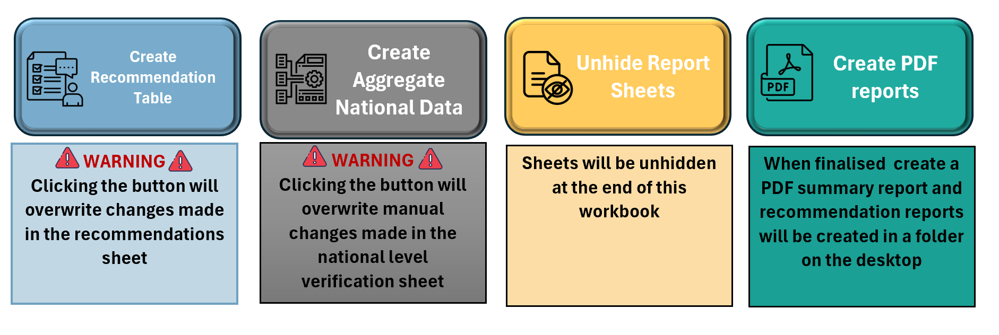 Create
Recommendation
Table
Create
Aggregate
National Data
Unhide Report
Sheets
PDF
Create PDF
reports
WARNING
Clicking the button will
overwrite changes made
in the recommendations
sheet
WARNING
Clicking the button will
overwrite manual
changes made in the
national level
verification sheet
Sheets will be unhidden
at the end of this
workbook
When finalised  create a
PDF summary report and
recommendation reports
will be created in a folder
on the desktop